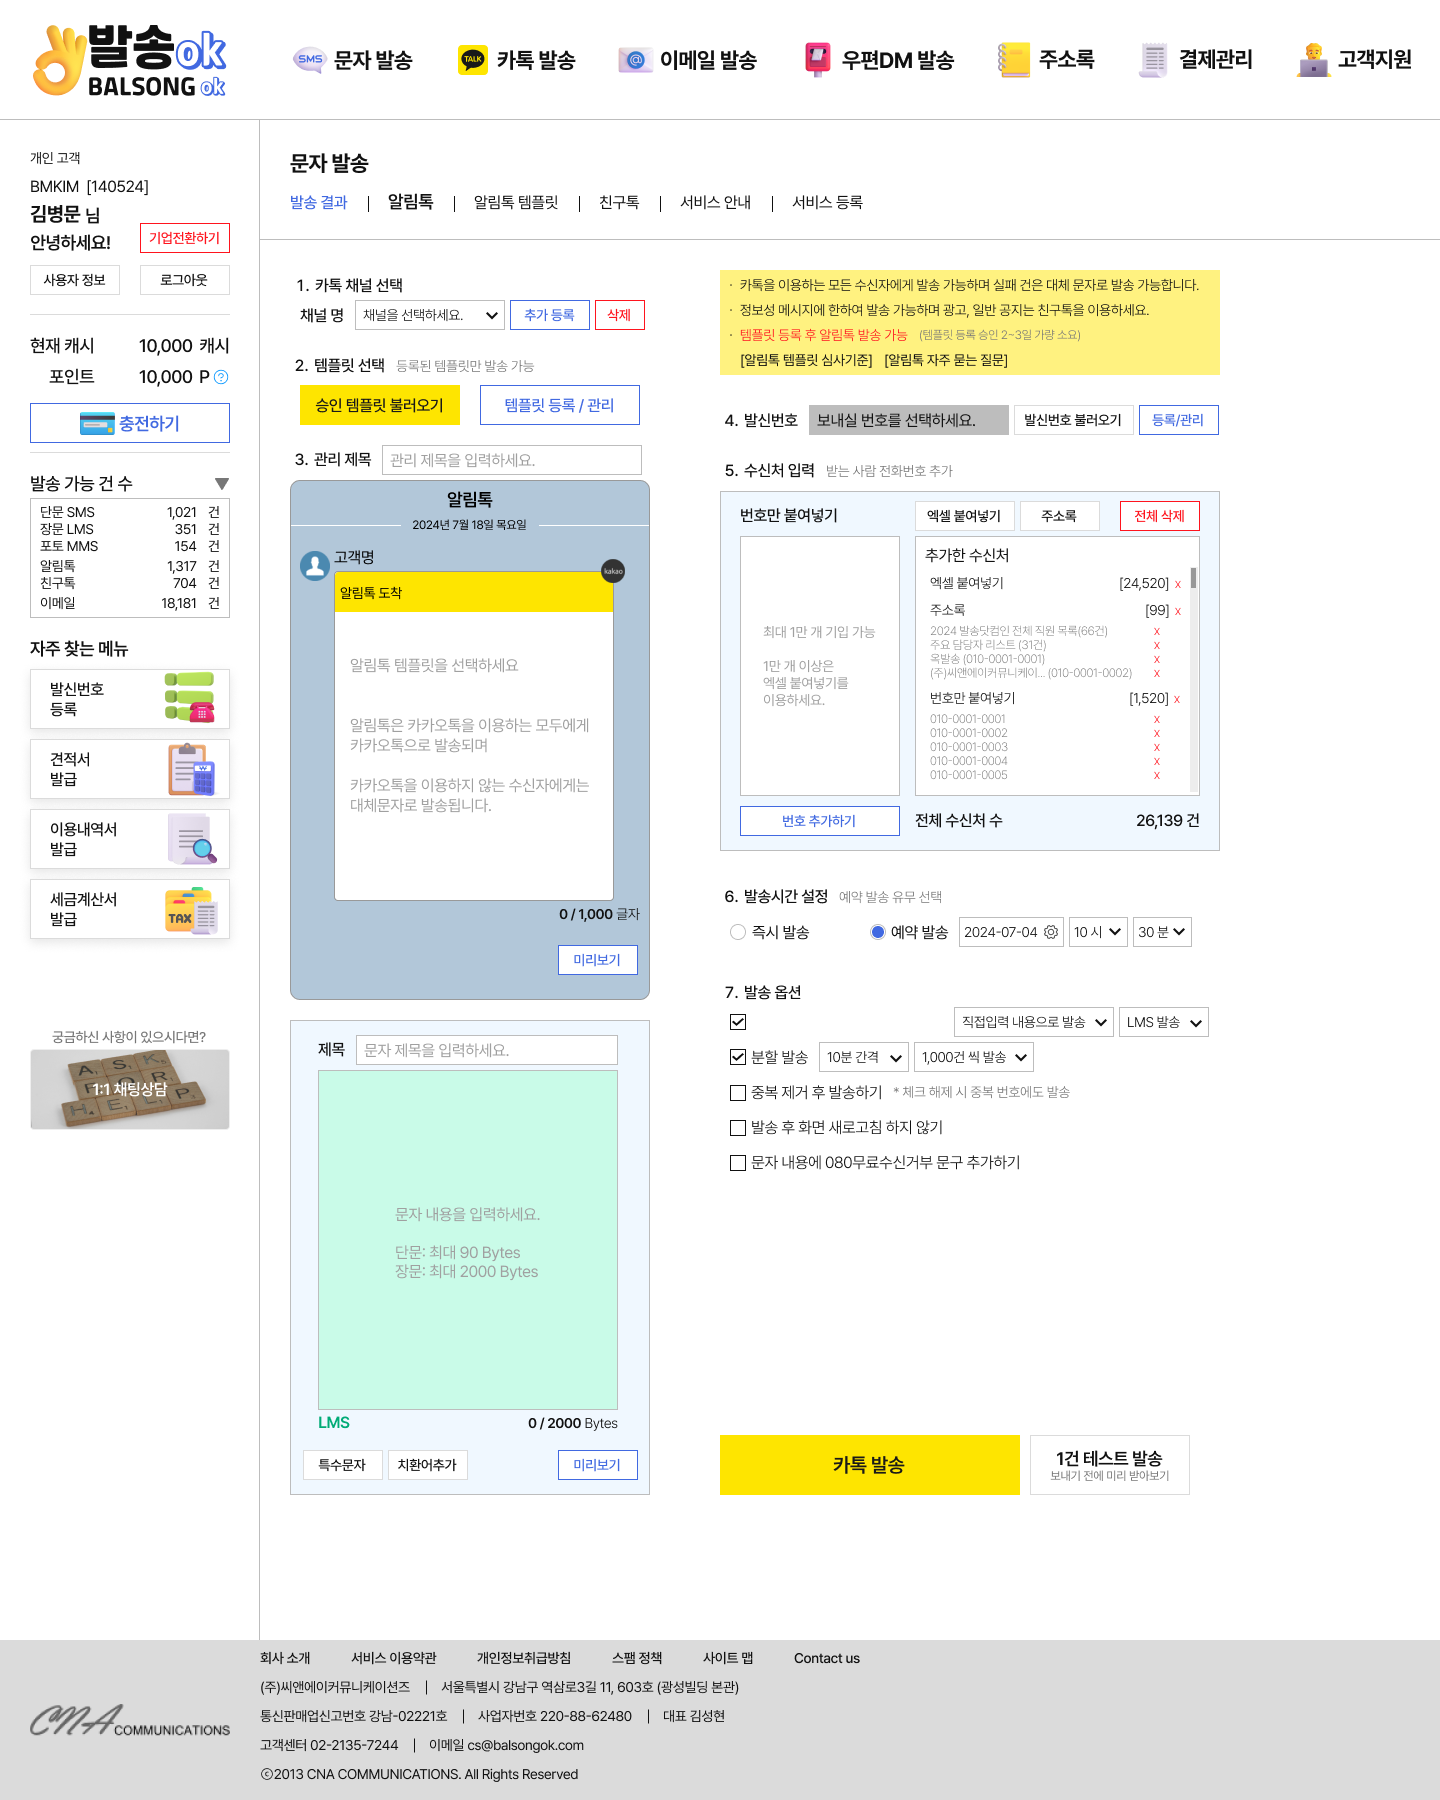 발송ok
BALSONG ok
SMS 문자 발송
TALK 카톡 발송
@ 이메일 발송
우편DM 발송
주소록
결제관리
고객지원
개인 고객
BMKIM [140524]
김병문 님
안녕하세요!
기업전환하기
사용자 정보
로그아웃
현재 캐시 10,000 캐시
포인트 10,000 P ?
충전하기
발송 가능 건 수 ▼
단문 SMS 1,021 건
장문 LMS 351 건
포토 MMS 154 건
알림톡 1,317 건
친구톡 704 건
이메일 18,181 건
자주 찾는 메뉴
발신번호
등록
견적서
발급
이용내역서
발급
세금계산서
발급
TAX
궁금하신 사항이 있으시다면?
ASK
FOR
HELP
1:1 채팅상담
문자 발송
발송 결과 | 알림톡 | 알림톡 템플릿 | 친구톡 | 서비스 안내 | 서비스 등록
1. 카톡 채널 선택
채널 명 채널을 선택하세요. 추가 등록 삭제
2. 템플릿 선택 등록된 템플릿만 발송 가능
승인 템플릿 불러오기 템플릿 등록 / 관리
3. 관리 제목 관리 제목을 입력하세요.
알림톡
2024년 7월 18일 목요일
고객명
kakao
알림톡 도착
알림톡 템플릿을 선택하세요
알림톡은 카카오톡을 이용하는 모두에게
카카오톡으로 발송되며
카카오톡을 이용하지 않는 수신자에게는
대체문자로 발송됩니다.
0 / 1,000 글자
미리보기
제목 문자 제목을 입력하세요.
문자 내용을 입력하세요.
단문: 최대 90 Bytes
장문: 최대 2000 Bytes
LMS 0 / 2000 Bytes
특수문자 치환어추가 미리보기
· 카톡을 이용하는 모든 수신자에게 발송 가능하며 실패 건은 대체 문자로 발송 가능합니다.
· 정보성 메시지에 한하여 발송 가능하며 광고, 일반 공지는 친구톡을 이용하세요.
· 템플릿 등록 후 알림톡 발송 가능 (템플릿 등록 승인 2~3일 가량 소요)
[알림톡 템플릿 심사기준] [알림톡 자주 묻는 질문]
4. 발신번호 보내실 번호를 선택하세요. 발신번호 불러오기 등록/관리
5. 수신처 입력 받는 사람 전화번호 추가
번호만 붙여넣기 엑셀 붙여넣기 주소록 전체 삭제
최대 1만 개 기입 가능
1만 개 이상은
엑셀 붙여넣기를
이용하세요.
번호 추가하기
추가한 수신처
엑셀 붙여넣기 [24,520] x
주소록 [99] x
2024 발송닷컴인 전체 직원 목록(66건) x
주요 담당자 리스트 (31건) x
옥발송 (010-0001-0001) x
(주)씨앤에이커뮤니케이... (010-0001-0002) x
번호만 붙여넣기 [1,520] x
010-0001-0001 x
010-0001-0002 x
010-0001-0003 x
010-0001-0004 x
010-0001-0005 x
전체 수신처 수 26,139 건
6. 발송시간 설정 예약 발송 유무 선택
즉시 발송 예약 발송 2024-07-04 10 시 30 분
7. 발송 옵션
직접입력 내용으로 발송 LMS 발송
분할 발송 10분 간격 1,000건 씩 발송
중복 제거 후 발송하기 * 체크 해제 시 중복 번호에도 발송
발송 후 화면 새로고침 하지 않기
문자 내용에 080무료수신거부 문구 추가하기
카톡 발송
1건 테스트 발송
보내기 전에 미리 받아보기
CNA COMMUNICATIONS
회사 소개 서비스 이용약관 개인정보취급방침 스팸 정책 사이트 맵 Contact us
(주)씨앤에이커뮤니케이션즈 | 서울특별시 강남구 역삼로3길 11, 603호 (광성빌딩 본관)
통신판매업신고번호 강남-02221호 | 사업자번호 220-88-62480 | 대표 김성현
고객센터 02-2135-7244 | 이메일 cs@balsongok.com
ⓒ2013 CNA COMMUNICATIONS. All Rights Reserved